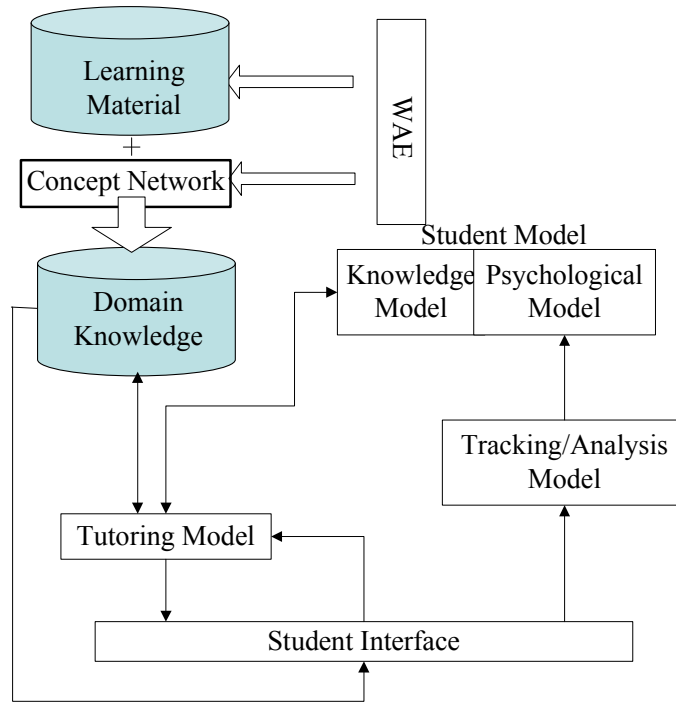 Learning
Material
WAE
+
Concept Network
Student Model
Knowledge
Model
Psychological
Model
Domain
Knowledge
Tracking/Analysis
Model
Tutoring Model
Student Interface